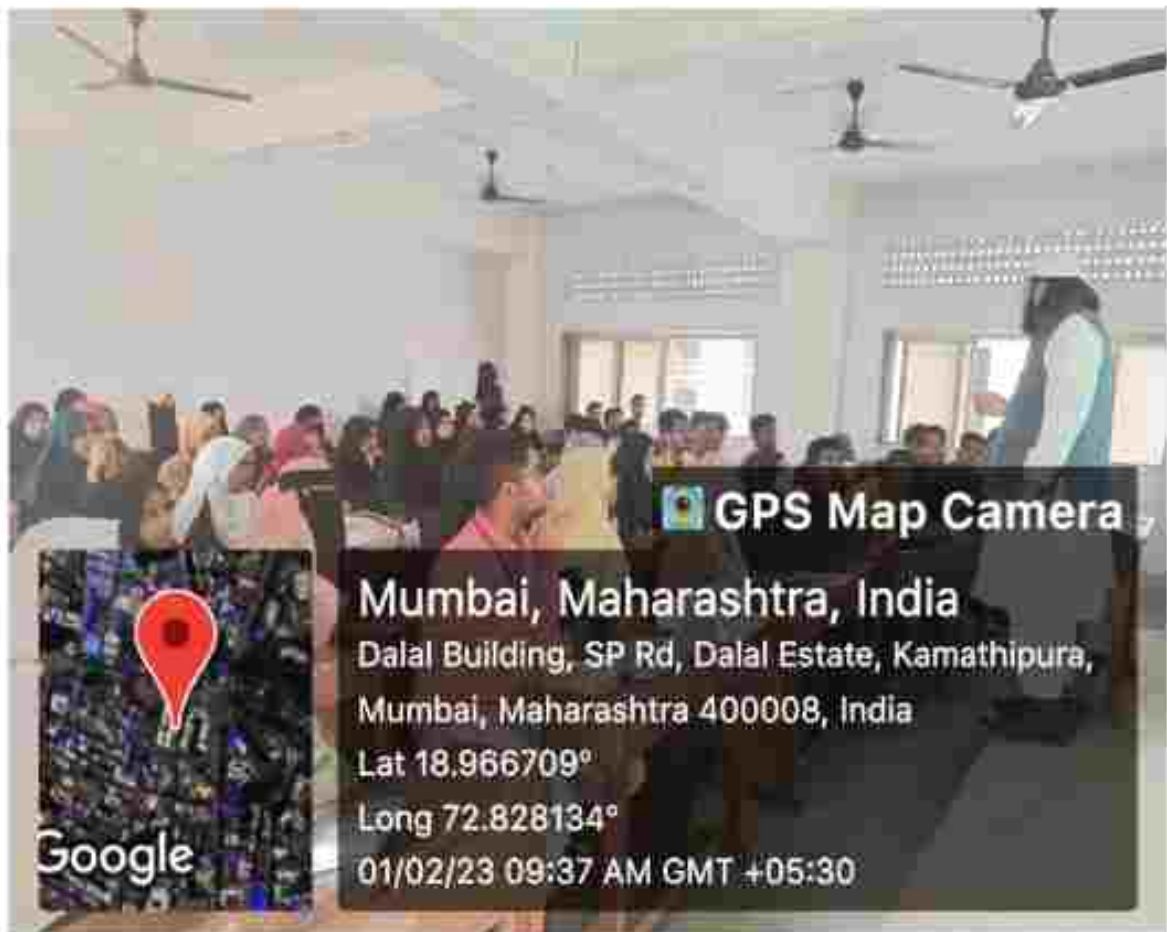 GPS Map Camera
Mumbai, Maharashtra, India
Dalal Building, SP Rd, Dalal Estate, Kamathipura,
Mumbai, Maharashtra 400008, India
Lat 18.966709°
Long 72.828134°
01/02/23 09:37 AM GMT +05:30
Google